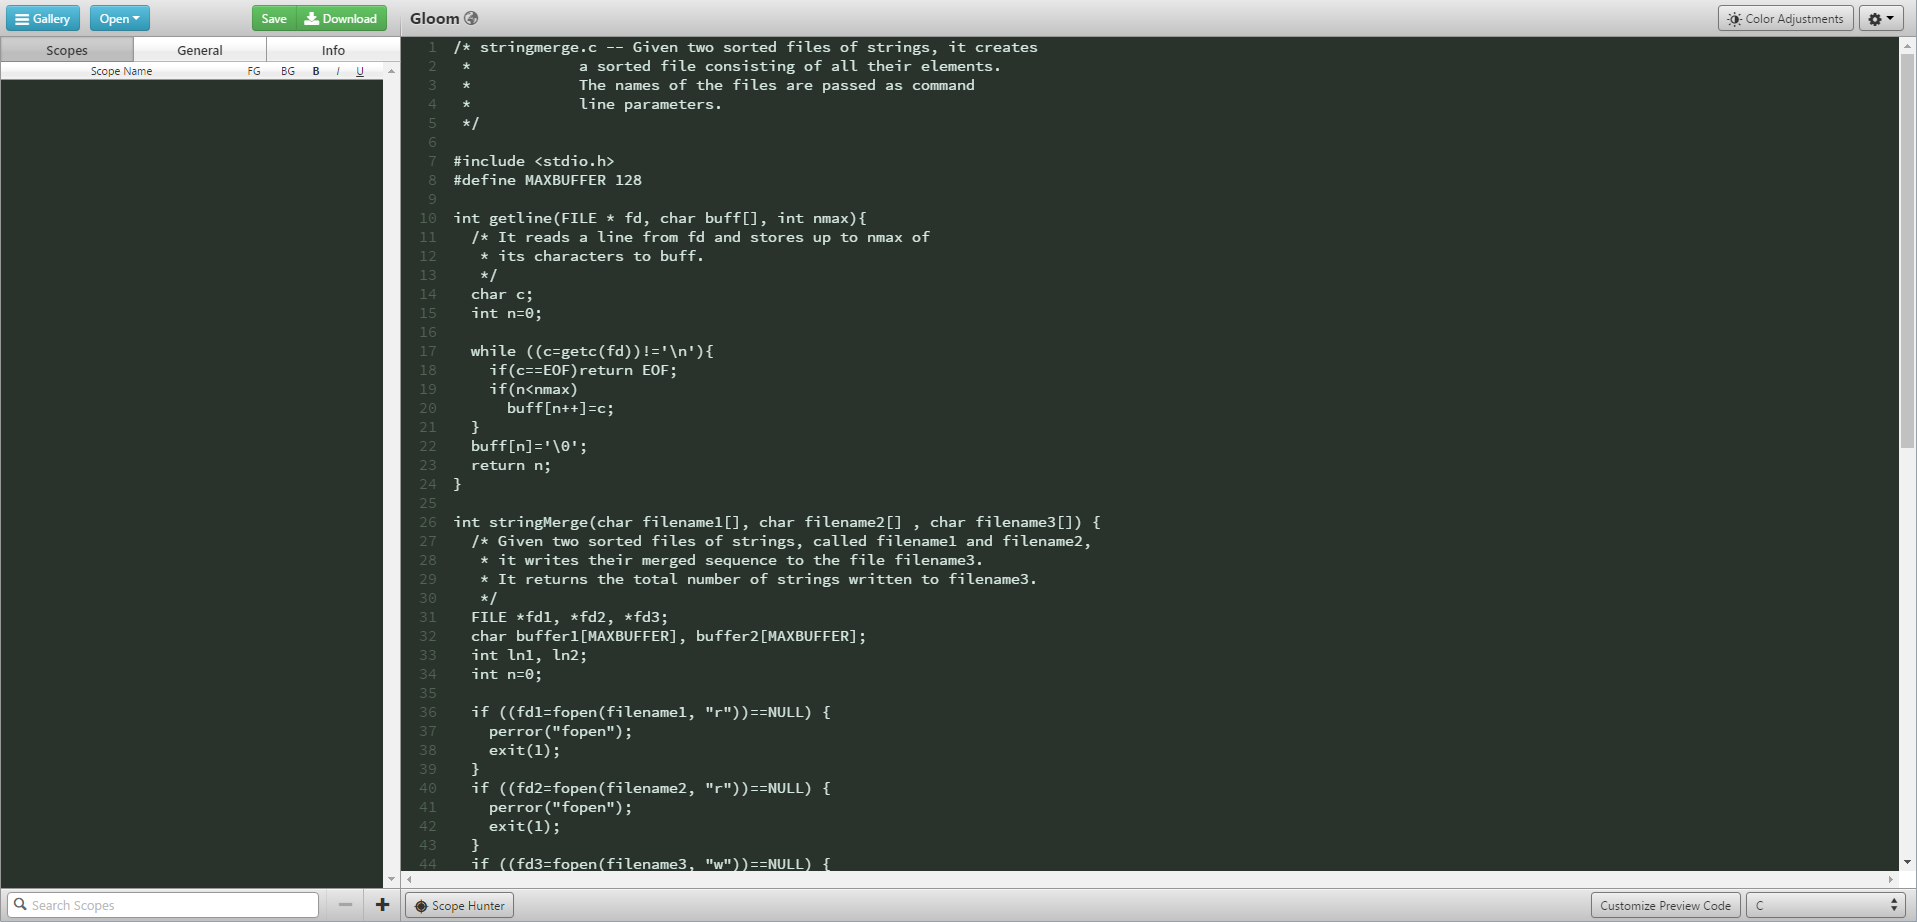 Gallery Open Save Download Gloom Color Adjustments
Scopes General Info
Scope Name FG BG B I U
1 /* stringmerge.c -- Given two sorted files of strings, it creates
2  *            a sorted file consisting of all their elements.
3  *            The names of the files are passed as command
4  *            line parameters.
5  */
6
7 #include <stdio.h>
8 #define MAXBUFFER 128
9
10 int getline(FILE * fd, char buff[], int nmax){
11   /* It reads a line from fd and stores up to nmax of
12    * its characters to buff.
13    */
14   char c;
15   int n=0;
16
17   while ((c=getc(fd))!='\n'){
18     if(c==EOF)return EOF;
19     if(n<nmax)
20       buff[n++]=c;
21   }
22   buff[n]='\0';
23   return n;
24 }
25
26 int stringMerge(char filename1[], char filename2[] , char filename3[]) {
27   /* Given two sorted files of strings, called filename1 and filename2,
28    * it writes their merged sequence to the file filename3.
29    * It returns the total number of strings written to filename3.
30    */
31   FILE *fd1, *fd2, *fd3;
32   char buffer1[MAXBUFFER], buffer2[MAXBUFFER];
33   int ln1, ln2;
34   int n=0;
35
36   if ((fd1=fopen(filename1, "r"))==NULL) {
37     perror("fopen");
38     exit(1);
39   }
40   if ((fd2=fopen(filename2, "r"))==NULL) {
41     perror("fopen");
42     exit(1);
43   }
44   if ((fd3=fopen(filename3, "w"))==NULL) {
Search Scopes Scope Hunter Customize Preview Code C